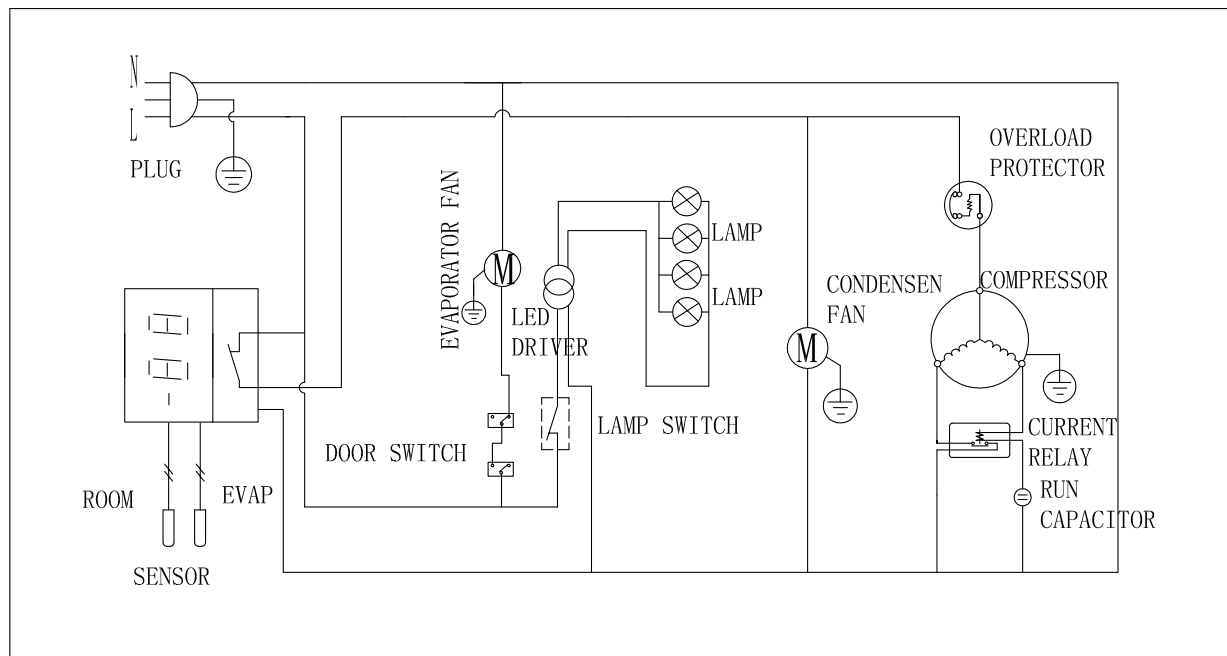 N
L
PLUG
OVERLOAD
PROTECTOR
EVAPORATOR FAN
M
LAMP
LAMP
LED
DRIVER
CONDENSEN
FAN
M
COMPRESSOR
LAMP SWITCH
DOOR SWITCH
CURRENT
RELAY
RUN
CAPACITOR
ROOM
EVAP
SENSOR